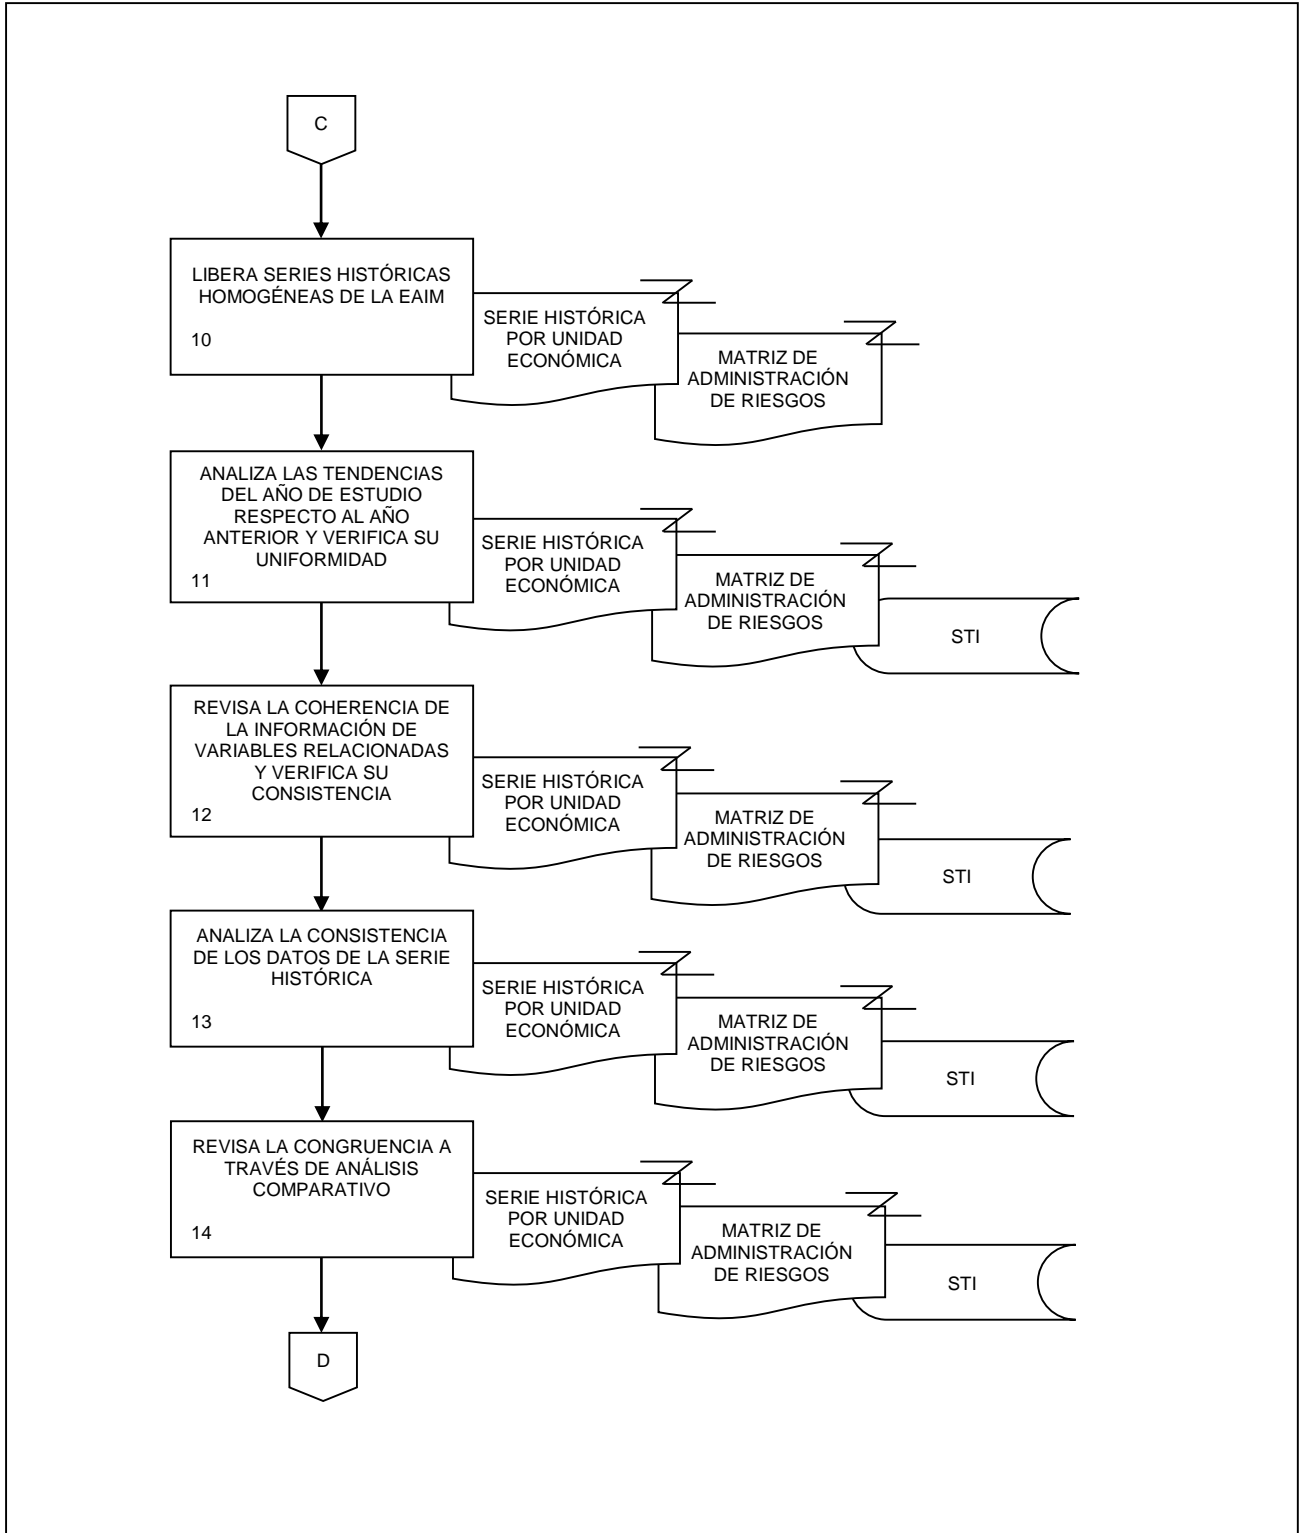 C
LIBERA SERIES HISTÓRICAS
HOMOGÉNEAS DE LA EAIM
10
SERIE HISTÓRICA
POR UNIDAD
ECONÓMICA
MATRIZ DE
ADMINISTRACIÓN
DE RIESGOS
ANALIZA LAS TENDENCIAS
DEL AÑO DE ESTUDIO
RESPECTO AL AÑO
ANTERIOR Y VERIFICA SU
UNIFORMIDAD
11
SERIE HISTÓRICA
POR UNIDAD
ECONÓMICA
MATRIZ DE
ADMINISTRACIÓN
DE RIESGOS
STI
REVISA LA COHERENCIA DE
LA INFORMACIÓN DE
VARIABLES RELACIONADAS
Y VERIFICA SU
CONSISTENCIA
12
SERIE HISTÓRICA
POR UNIDAD
ECONÓMICA
MATRIZ DE
ADMINISTRACIÓN
DE RIESGOS
STI
ANALIZA LA CONSISTENCIA
DE LOS DATOS DE LA SERIE
HISTÓRICA
13
SERIE HISTÓRICA
POR UNIDAD
ECONÓMICA
MATRIZ DE
ADMINISTRACIÓN
DE RIESGOS
STI
REVISA LA CONGRUENCIA A
TRAVÉS DE ANÁLISIS
COMPARATIVO
14
SERIE HISTÓRICA
POR UNIDAD
ECONÓMICA
MATRIZ DE
ADMINISTRACIÓN
DE RIESGOS
STI
D